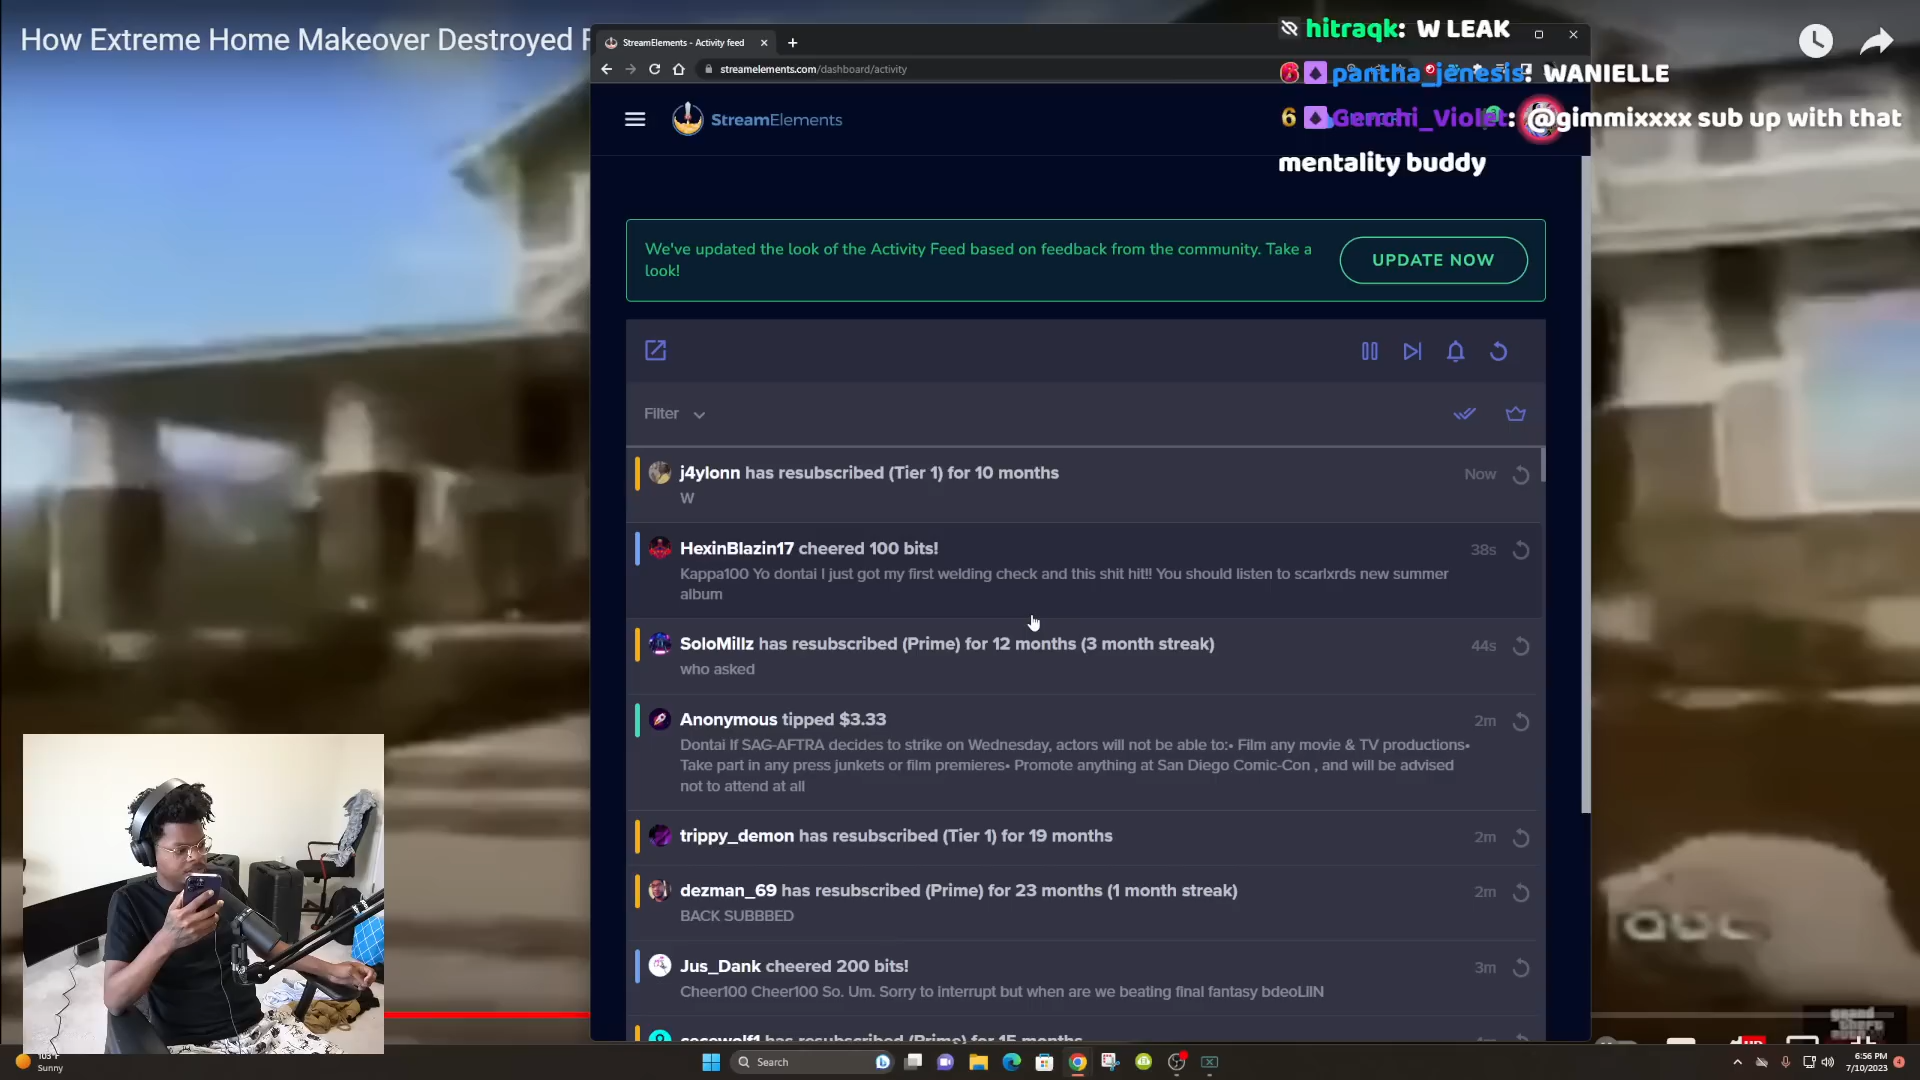 How Extreme Home Makeover Destroyed
StreamElements - Activity feed
streamelements.com/dashboard/activity
hitraqk: W LEAK
pantha_jenesis: WANIELLE
6 Genchi_Violet: @gimmixxxx sub up with that
mentality buddy
StreamElements
We've updated the look of the Activity Feed based on feedback from the community. Take a
look!
UPDATE NOW
Filter
j4ylonn has resubscribed (Tier 1) for 10 months
Now
W
HexinBlazin17 cheered 100 bits!
38s
Kappa100 Yo dontai I just got my first welding check and this shit hit!! You should listen to scarlxrds new summer
album
SoloMillz has resubscribed (Prime) for 12 months (3 month streak)
44s
who asked
Anonymous tipped $3.33
2m
Dontai If SAG-AFTRA decides to strike on Wednesday, actors will not be able to:• Film any movie & TV productions•
Take part in any press junkets or film premieres• Promote anything at San Diego Comic-Con , and will be advised
not to attend at all
trippy_demon has resubscribed (Tier 1) for 19 months
2m
dezman_69 has resubscribed (Prime) for 23 months (1 month streak)
2m
BACK SUBBBED
Jus_Dank cheered 200 bits!
3m
Cheer100 Cheer100 So. Um. Sorry to interrupt but when are we beating final fantasy bdeoLIIN
has resubscribed (Prime) for 15 months
abc
grand
theft
103°F
Sunny
Search
6:56 PM
7/10/2023
4